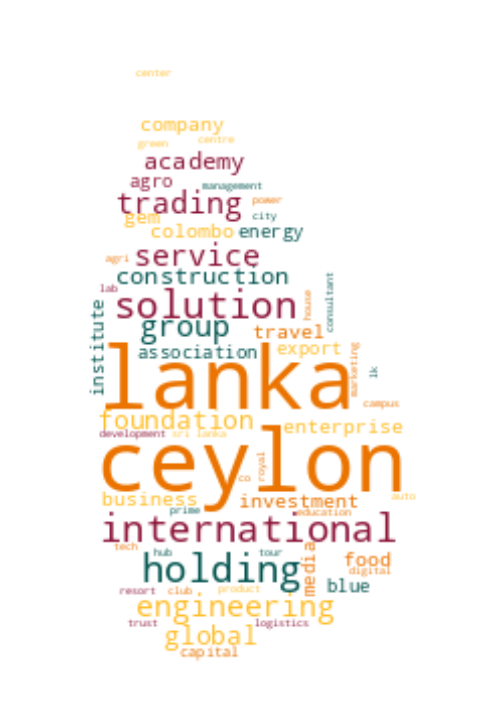 center
company
green centre
academy
agro management
trading power
gem city
colombo energy
agri service
construction
lab solution house consultant
institute group travel
association export marketing lk
lanka campus
foundation enterprise
development sri lanka
ceylon
co royal
business investment auto
prime education
international
tech hub tour media food
holding digital
resort club product blue
engineering
trust logistics
global
capital